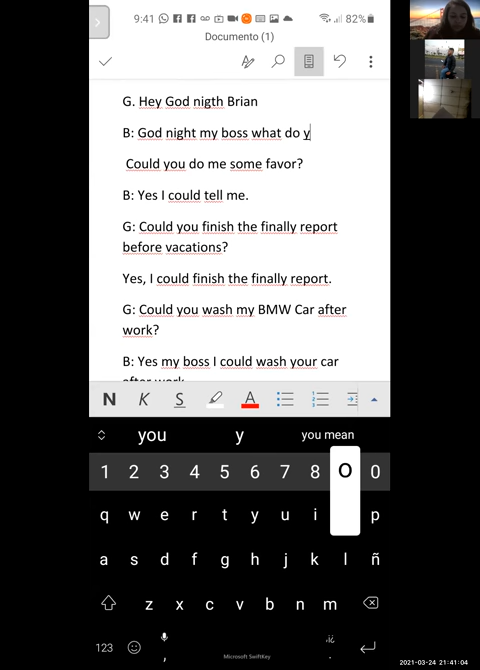 9:41 82%
Documento (1)
G. Hey God nigth Brian
B: God night my boss what do y
Could you do me some favor?
B: Yes I could tell me.
G: Could you finish the finally report
before vacations?
Yes, I could finish the finally report.
G: Could you wash my BMW Car after
work?
B: Yes my boss I could wash your car
after work
N K S A
you y you mean
1 2 3 4 5 6 7 8 o 0
q w e r t y u i p
a s d f g h j k l ñ
z x c v b n m
123 , .
Microsoft SwiftKey
2021-03-24 21:41:04